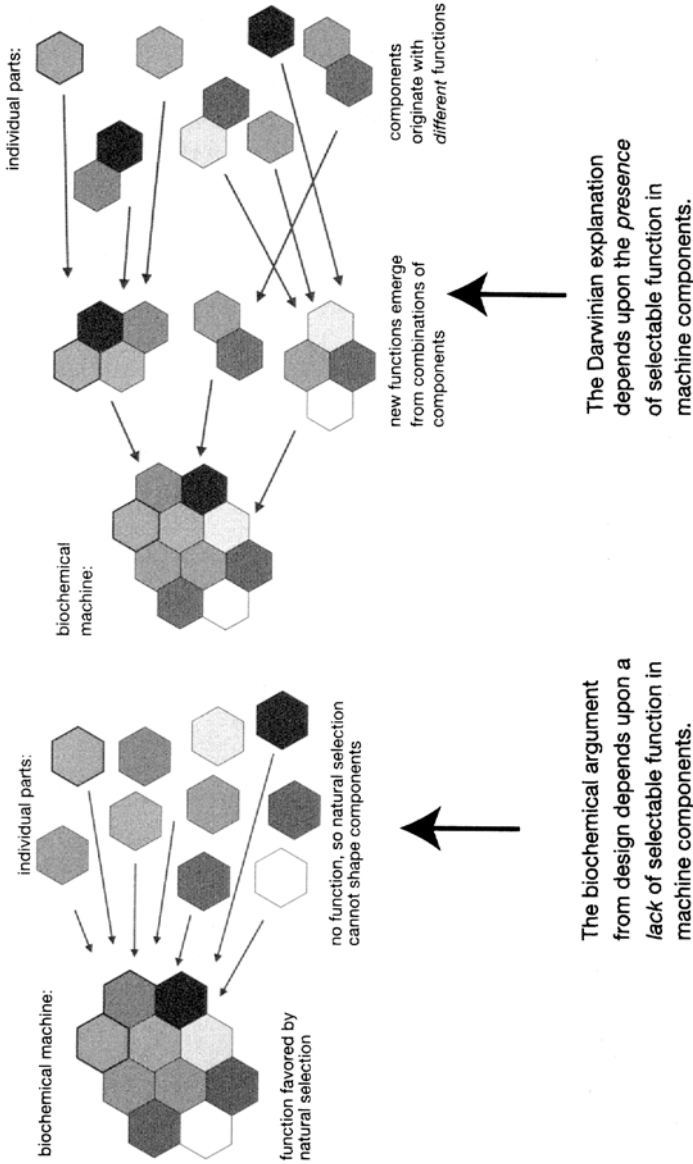 biochemical machine:
individual parts:
function favored by
natural selection
no function, so natural selection
cannot shape components
The biochemical argument
from design depends upon a
lack of selectable function in
machine components.
biochemical
machine:
individual parts:
new functions emerge
from combinations of
components
components
originate with
different functions
The Darwinian explanation
depends upon the presence
of selectable function in
machine components.